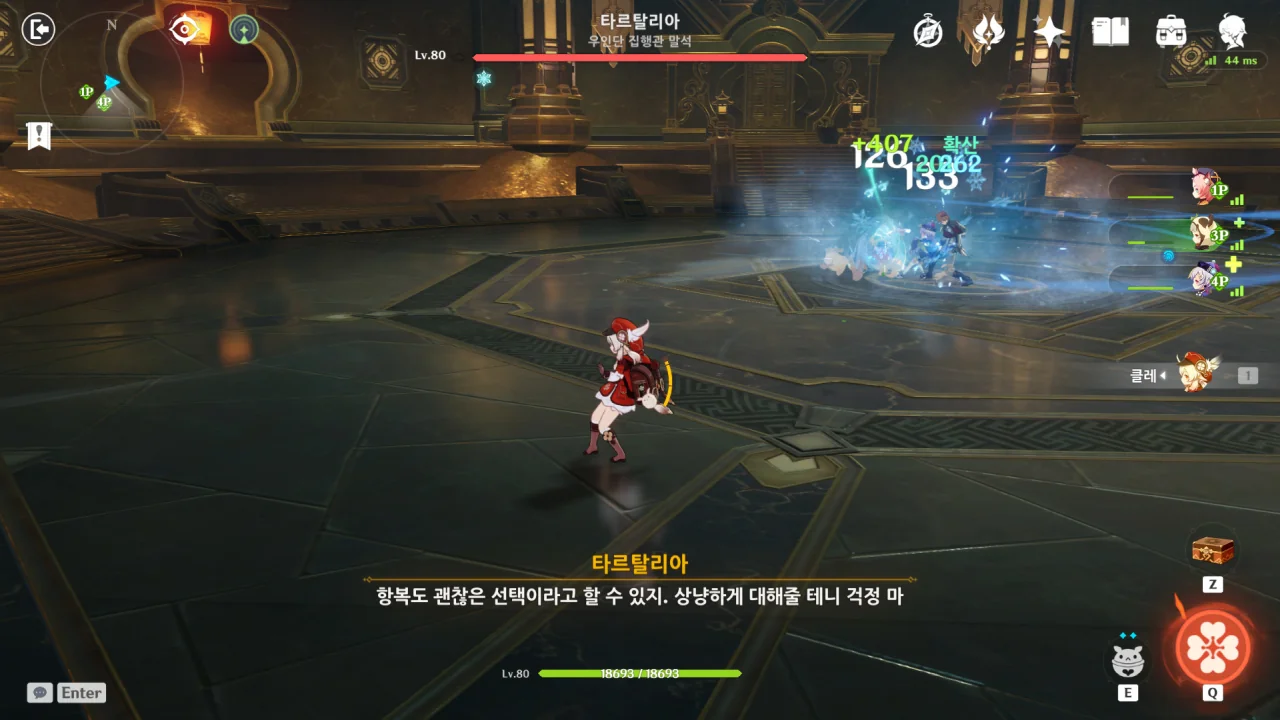 N
타르탈리아
우인단 집행관 말석
Lv.80
44 ms
1P
4P
+407
확산
126
133
1P
3P
4P
클레
1
타르탈리아
항복도 괜찮은 선택이라고 할 수 있지. 상냥하게 대해줄 테니 걱정 마
Z
Lv.80
18693 / 18693
Enter
E
Q